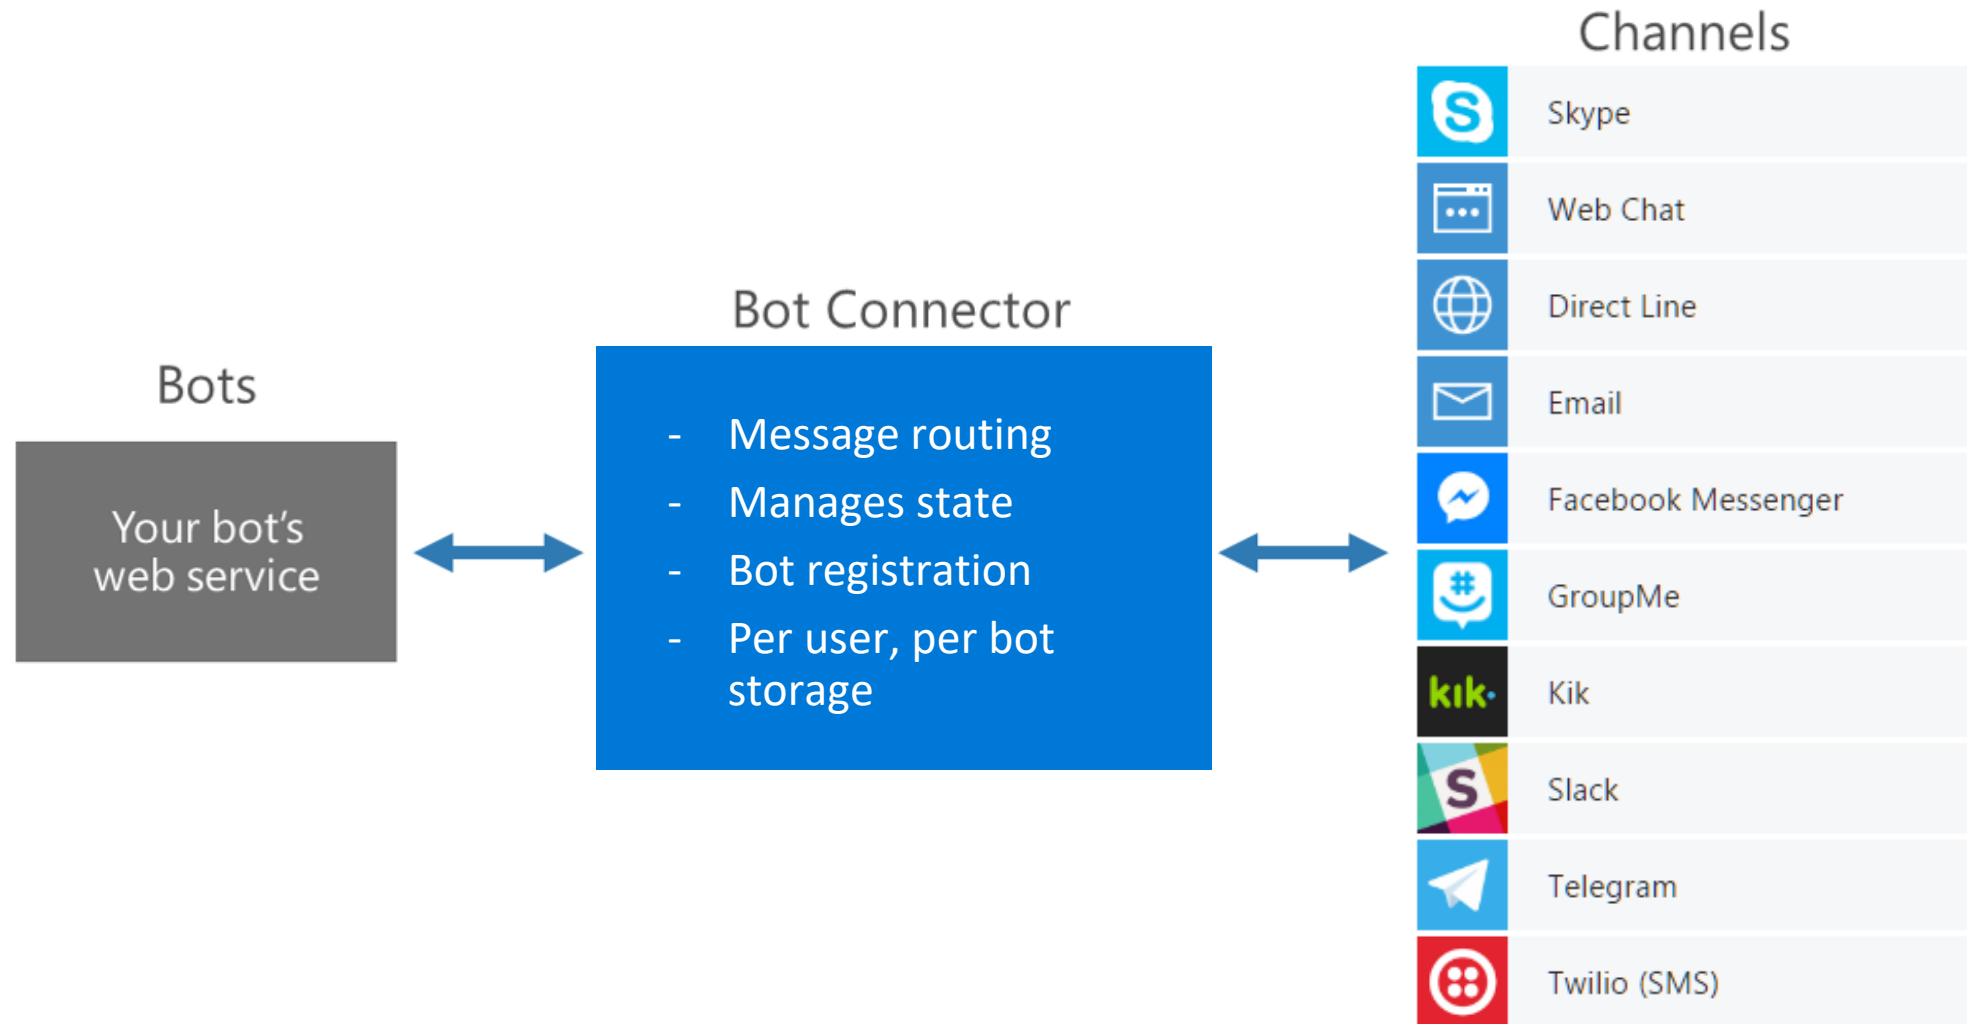 Bots
Your bot's
web service
Bot Connector
- Message routing
- Manages state
- Bot registration
- Per user, per bot
storage
Channels
S
Skype
Web Chat
Direct Line
Email
Facebook Messenger
#
GroupMe
kik
Kik
S
Slack
Telegram
Twilio (SMS)